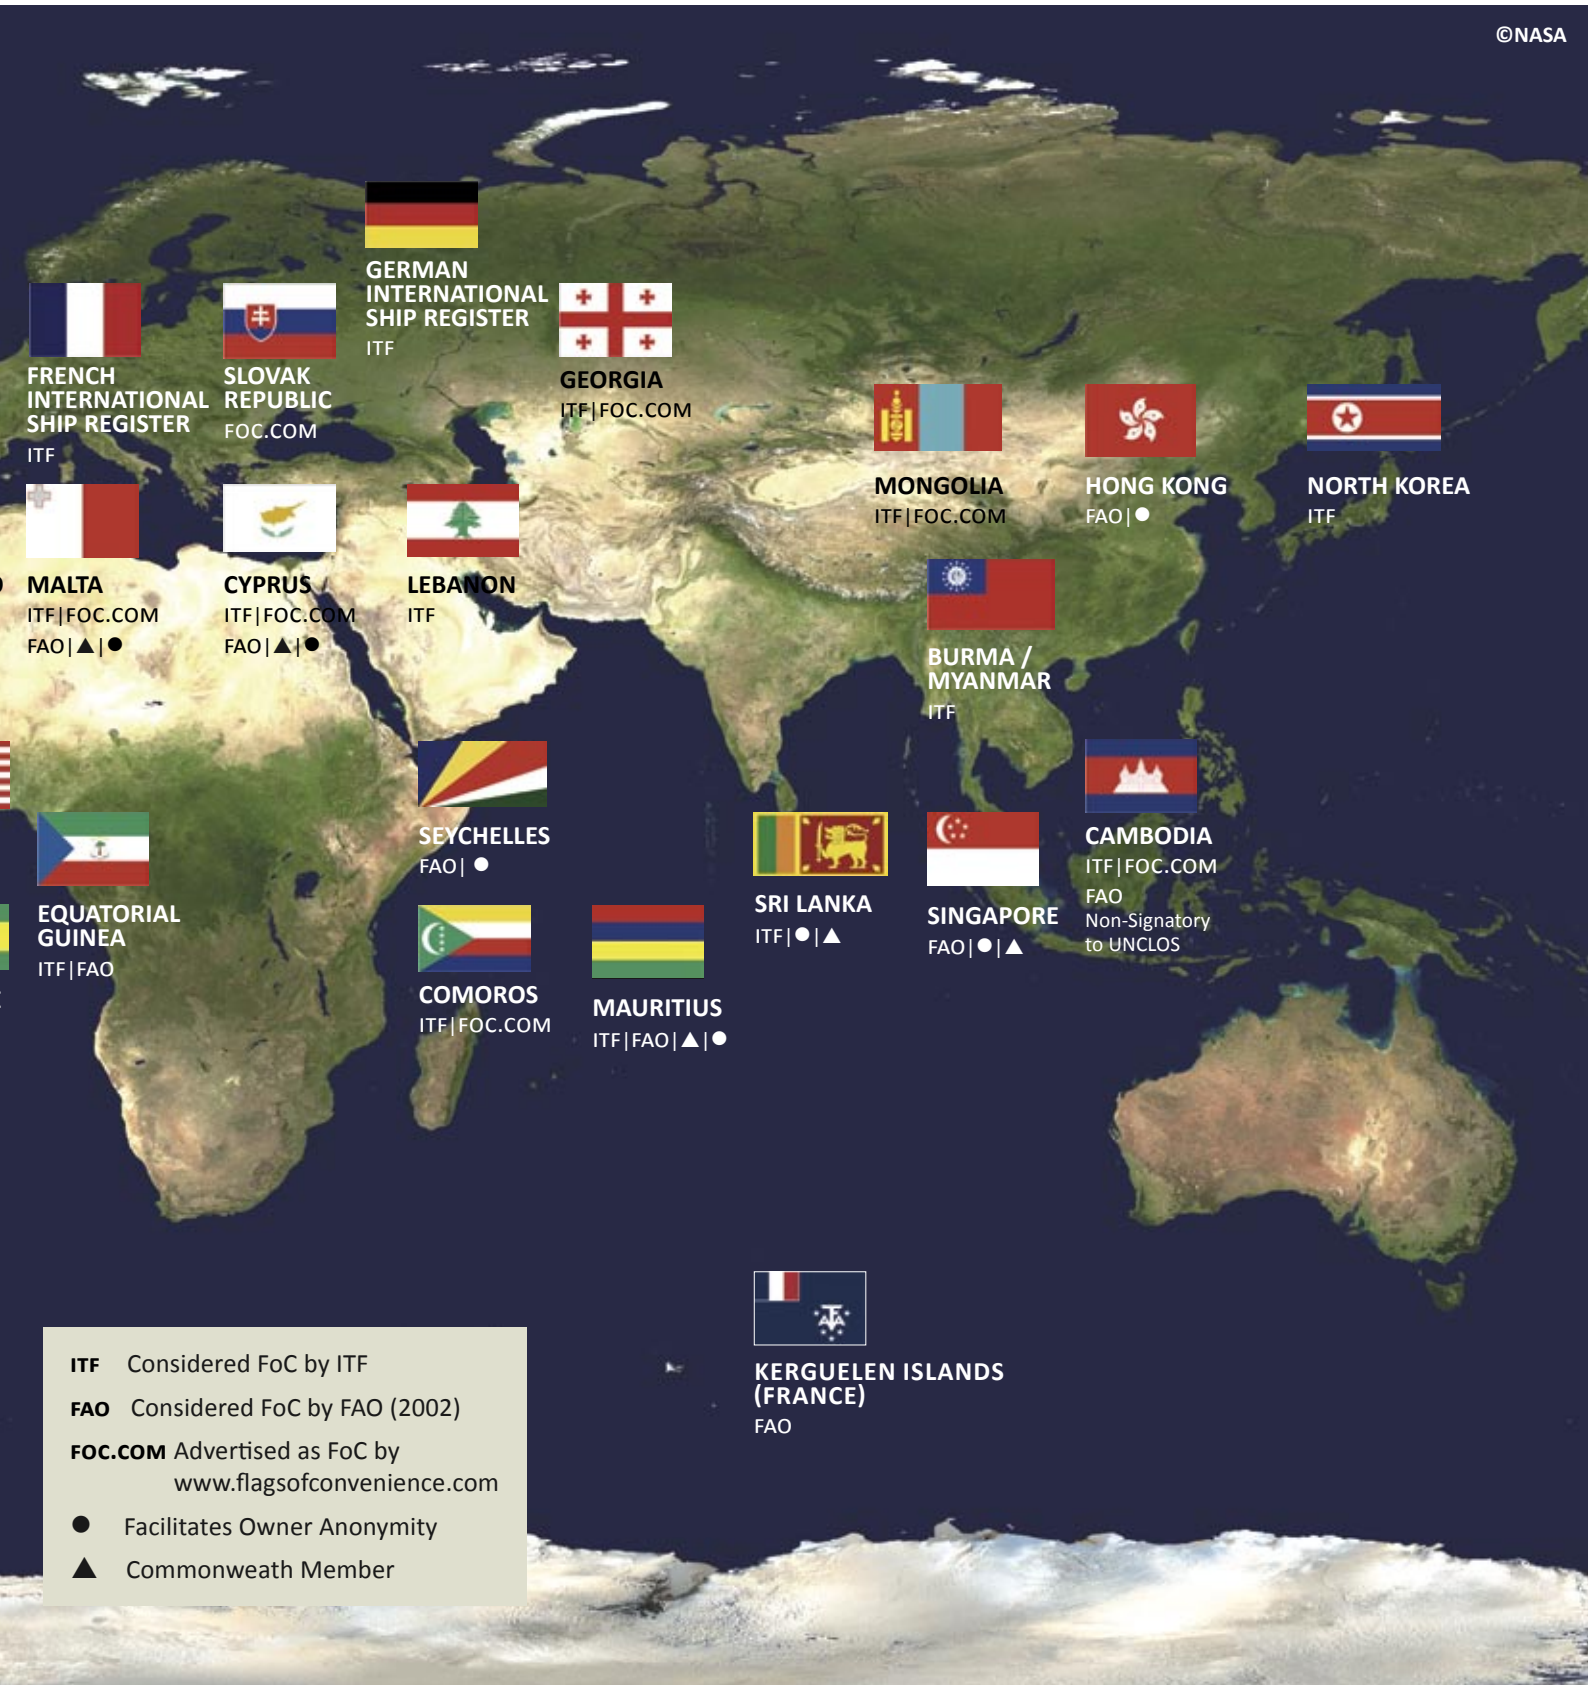 ©NASA
GERMAN
INTERNATIONAL
SHIP REGISTER
ITF
FRENCH
INTERNATIONAL
SHIP REGISTER
ITF
SLOVAK
REPUBLIC
FOC.COM
GEORGIA
ITF|FOC.COM
MONGOLIA
ITF|FOC.COM
HONG KONG
FAO|●
NORTH KOREA
ITF
MALTA
ITF|FOC.COM
FAO|▲|●
CYPRUS
ITF|FOC.COM
FAO|▲|●
LEBANON
ITF
BURMA /
MYANMAR
ITF
SEYCHELLES
FAO| ●
CAMBODIA
ITF|FOC.COM
FAO
Non-Signatory
to UNCLOS
EQUATORIAL
GUINEA
ITF|FAO
SRI LANKA
ITF|●|▲
SINGAPORE
FAO|●|▲
COMOROS
ITF|FOC.COM
MAURITIUS
ITF|FAO|▲|●
KERGUELEN ISLANDS
(FRANCE)
FAO
ITF Considered FoC by ITF
FAO Considered FoC by FAO (2002)
FOC.COM Advertised as FoC by
www.flagsofconvenience.com
● Facilitates Owner Anonymity
▲ Commonweath Member